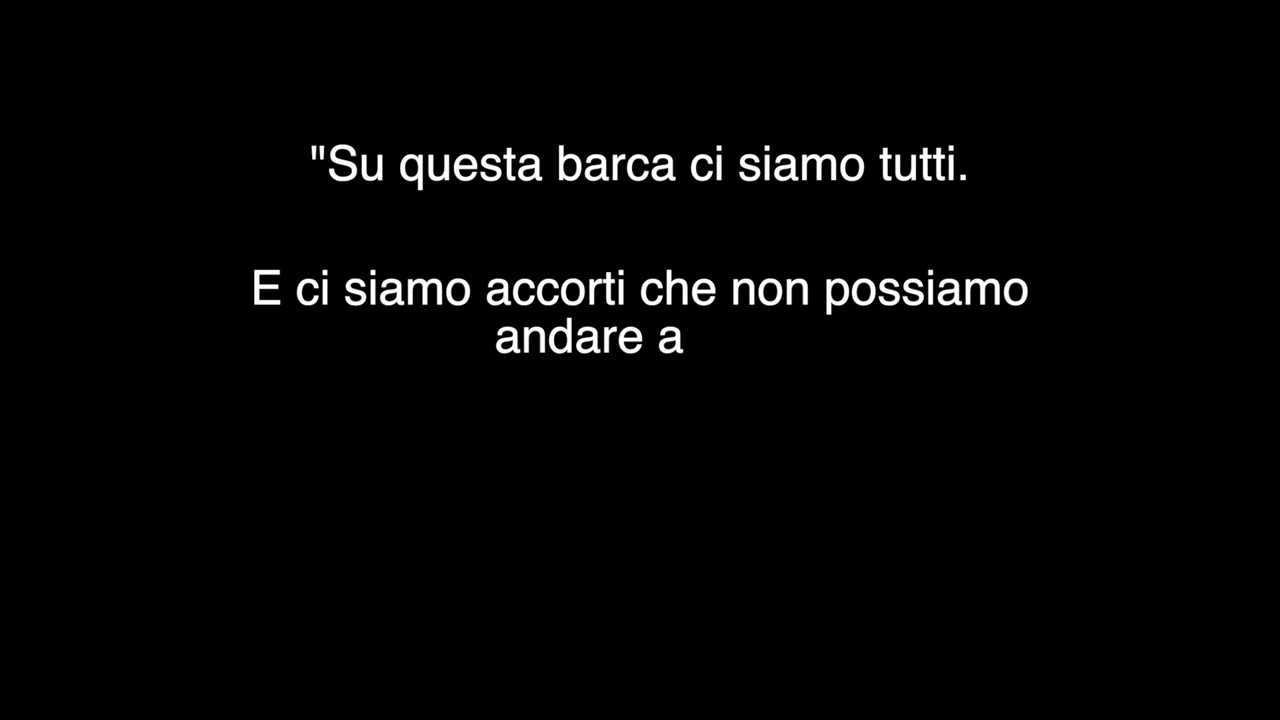 "Su questa barca ci siamo tutti.
E ci siamo accorti che non possiamo
andare a